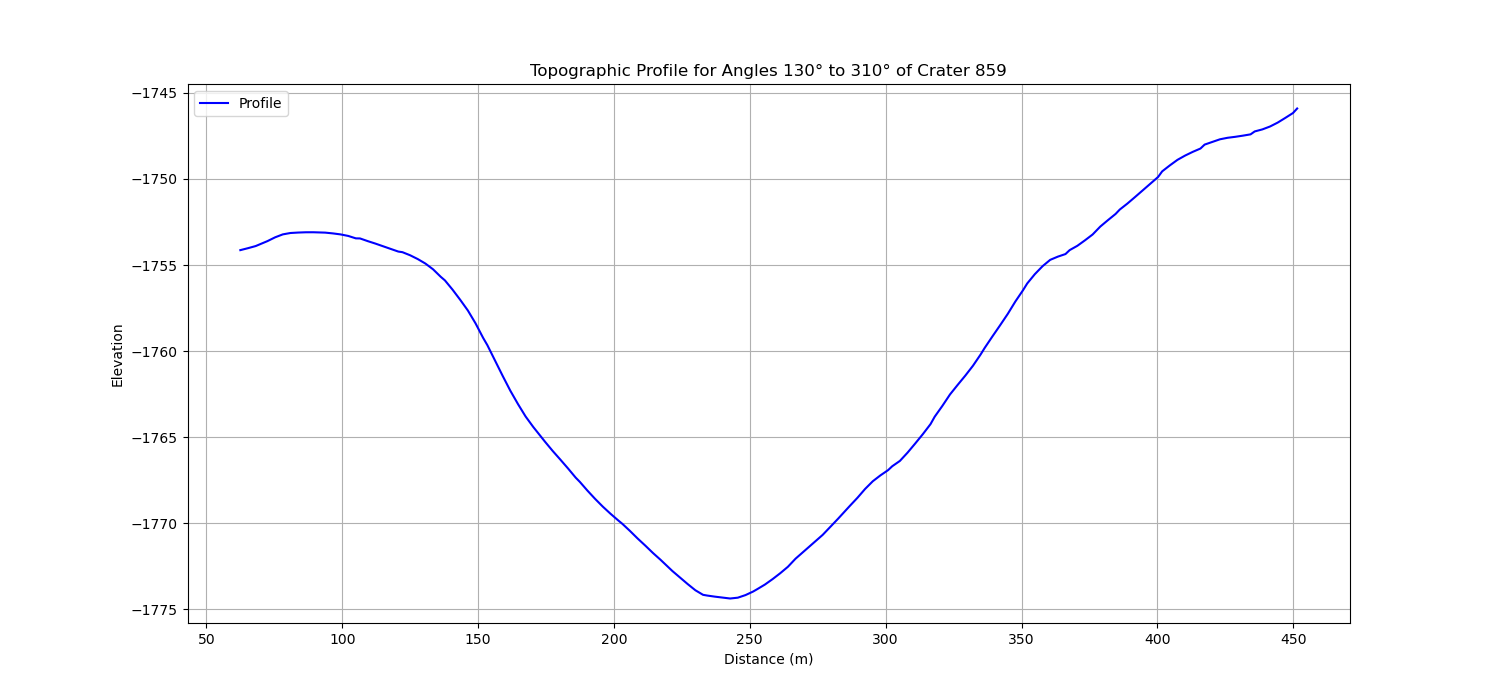 Topographic Profile for Angles 130° to 310° of Crater 859
Profile
Elevation
−1745
−1750
−1755
−1760
−1765
−1770
−1775
50 100 150 200 250 300 350 400 450
Distance (m)